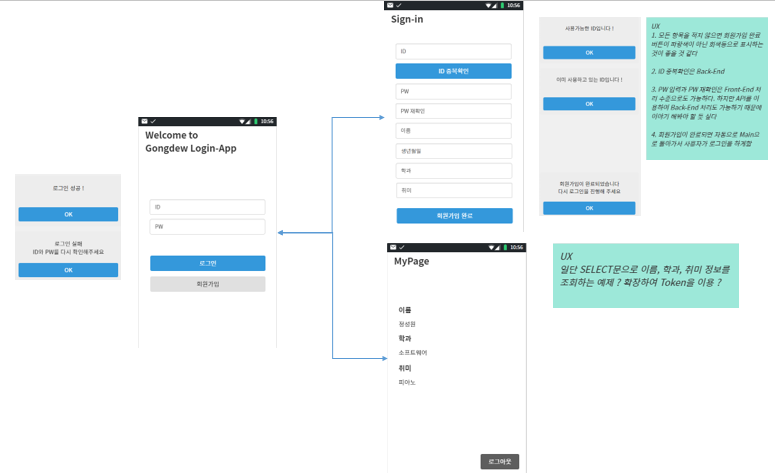 로그인 성공 !
OK
로그인 실패
ID와 PW을 다시 확인해주세요
OK
10:56
Welcome to
Gongdew Login-App
ID
PW
로그인
회원가입
10:56
Sign-in
ID
ID 중복확인
PW
PW 재확인
이름
생년월일
학과
취미
회원가입 완료
사용가능한 ID입니다 !
OK
이미 사용하고 있는 ID입니다 !
OK
회원가입이 완료되었습니다
다시 로그인을 진행해 주세요
OK
UX
1. 모든 항목을 적지 않으면 회원가입 완료
버튼이 파랑색이 아닌 회색등으로 표시하는
것이 좋을 것 같다
2. ID 중복확인은 Back-End
3. PW 입력과 PW 재확인은 Front-End 처
리 수준으로도 가능하다. 하지만 API를 이
용하여 Back-End 처리도 가능하기 때문에
이야기 해봐야 할 것 싶다
4. 회원가입이 완료되면 자동으로 Main으
로 돌아가서 사용자가 로그인을 하게함
10:56
MyPage
이름
정성원
학과
소프트웨어
취미
피아노
로그아웃
UX
일단 SELECT문으로 이름, 학과, 취미 정보를
조회하는 예제 ? 확장하여 Token을 이용 ?